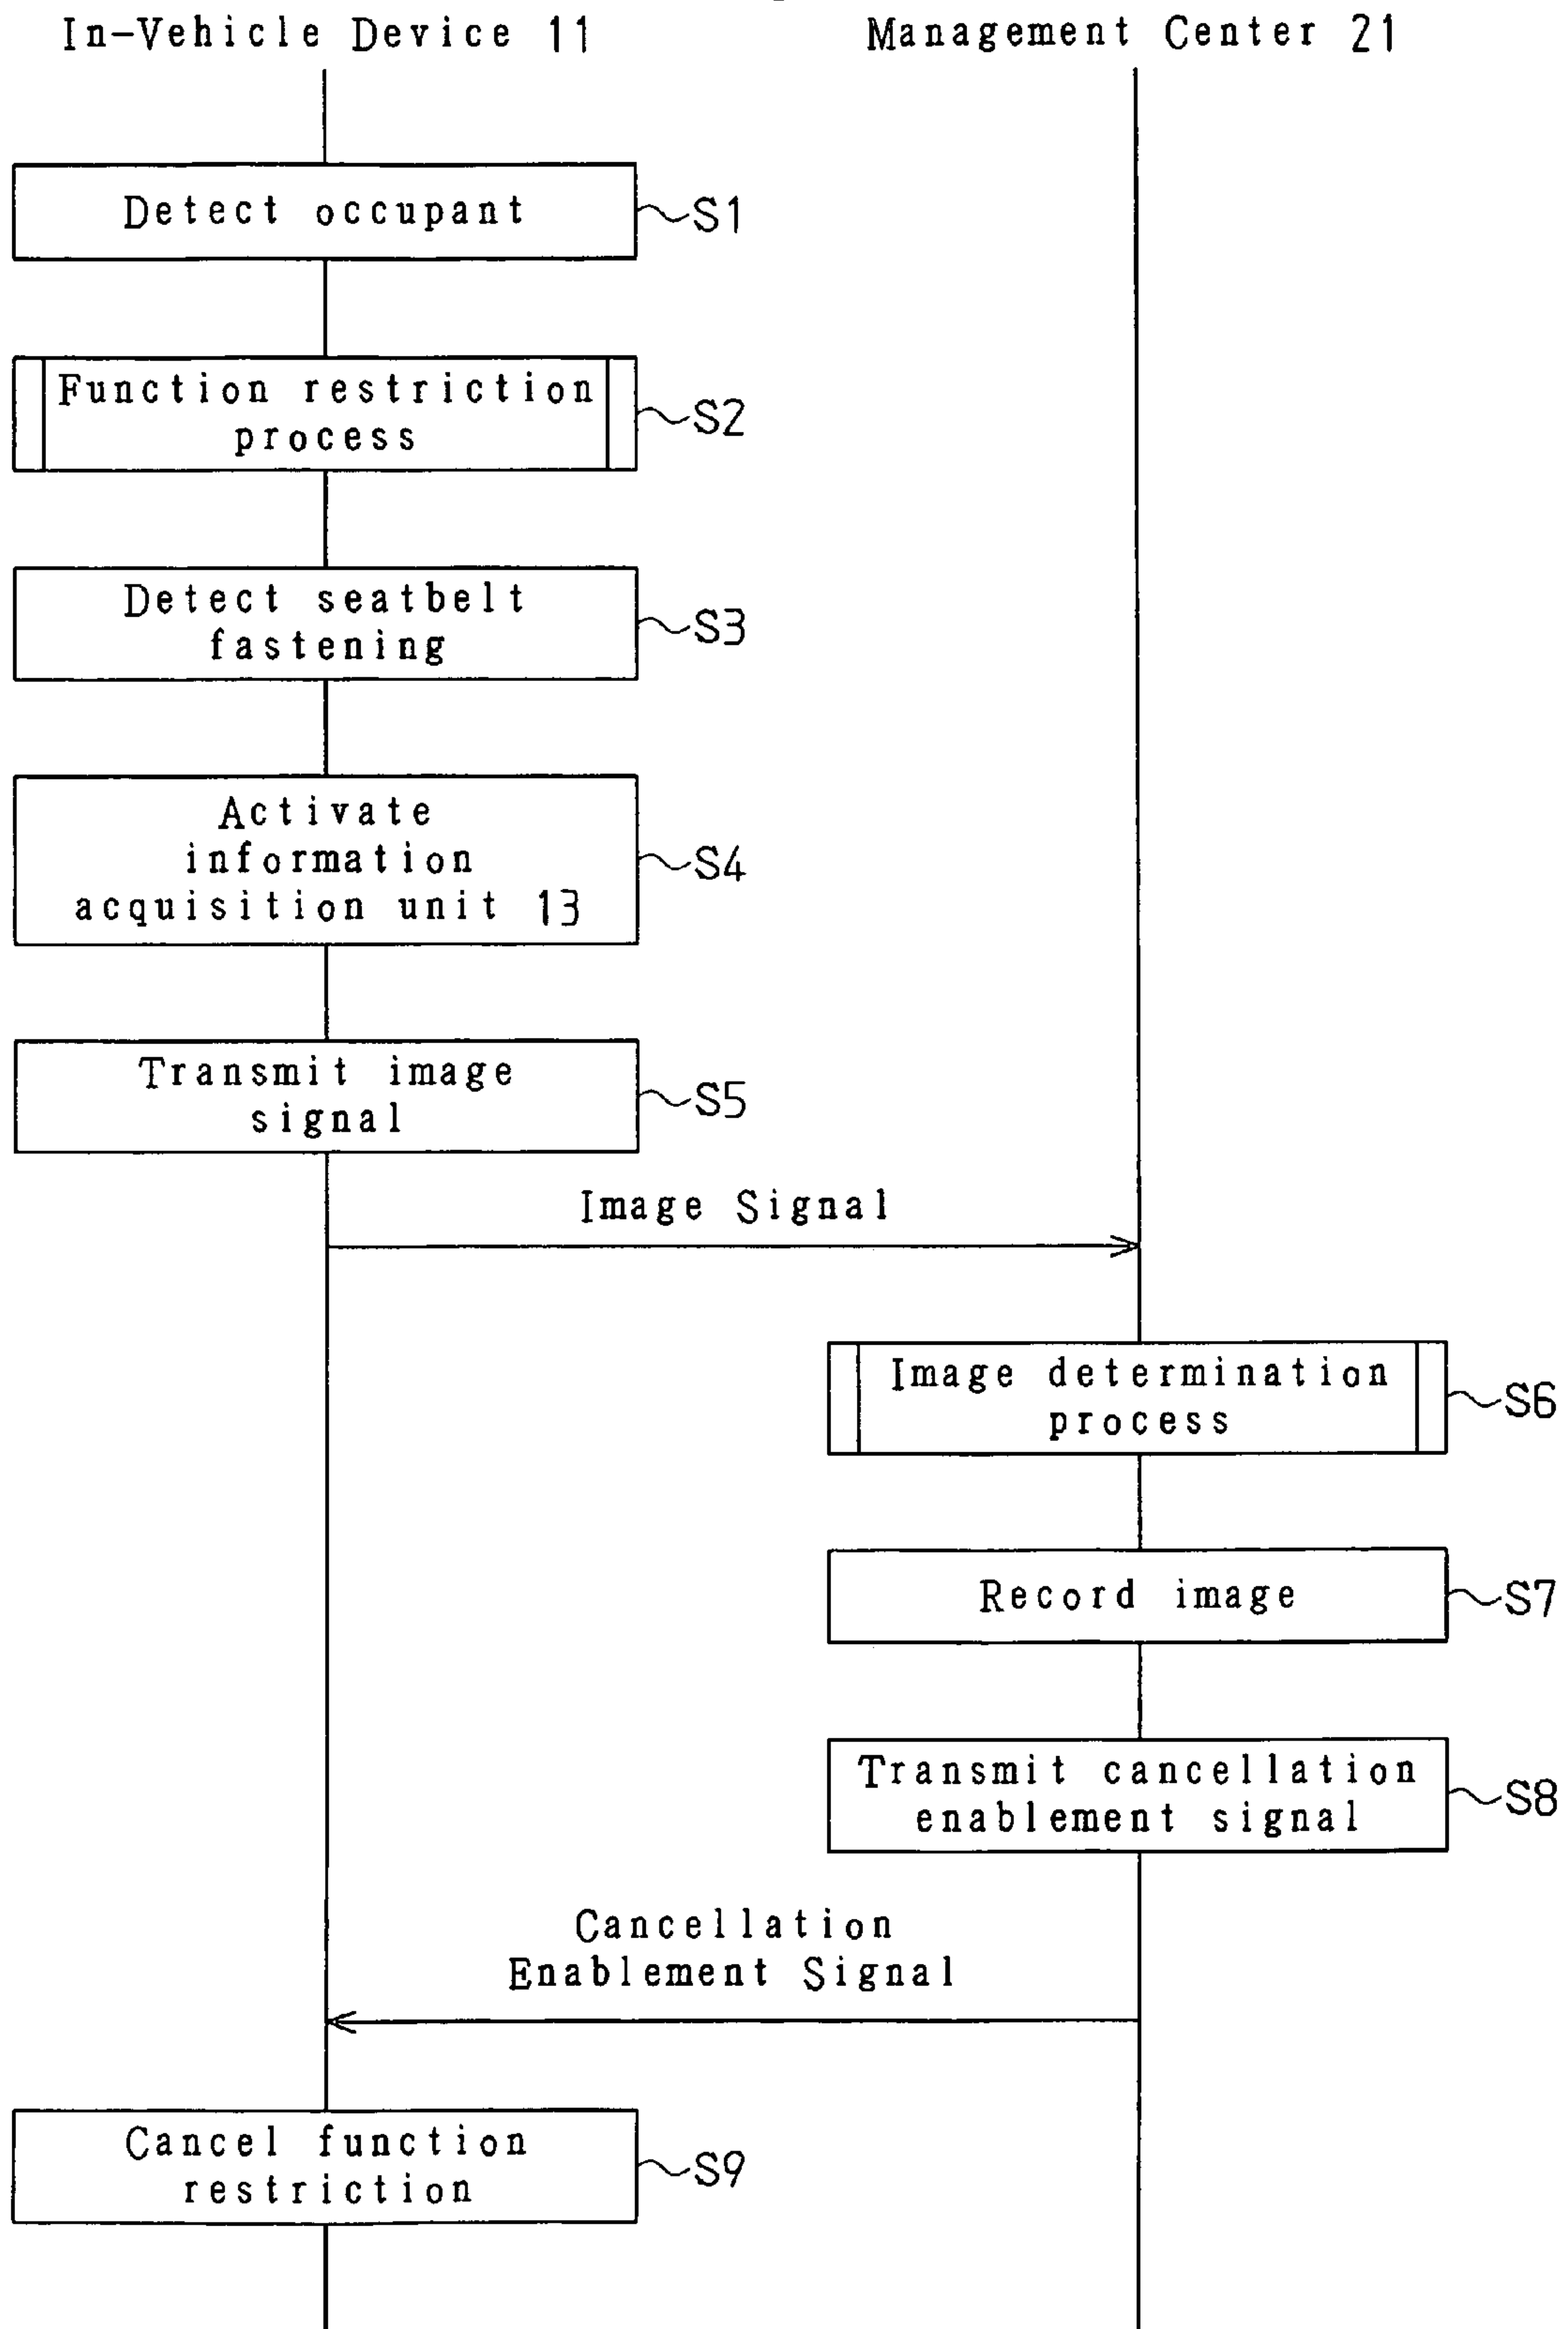 In-Vehicle Device 11
Management Center 21
Detect occupant
S1
Function restriction
process
S2
Detect seatbelt
fastening
S3
Activate
information
acquisition unit 13
S4
Transmit image
signal
S5
Image Signal
Image determination
process
S6
Record image
S7
Transmit cancellation
enablement signal
S8
Cancellation
Enablement Signal
Cancel function
restriction
S9